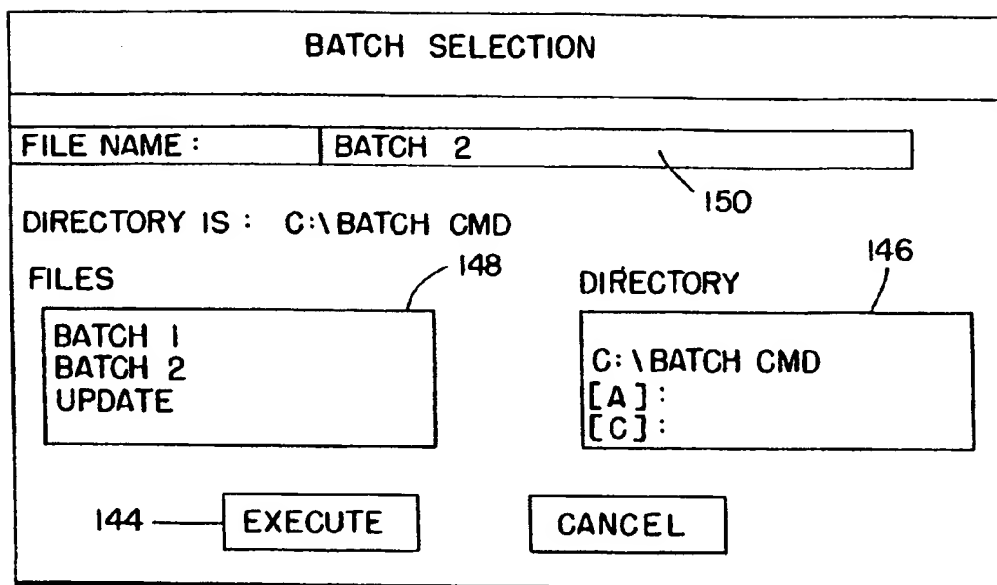 BATCH SELECTION
FILE NAME : BATCH 2
150
DIRECTORY IS : C:\BATCH CMD
FILES
148
BATCH 1
BATCH 2
UPDATE
DIRECTORY
146
C:\BATCH CMD
[A] :
[C] :
144
EXECUTE
CANCEL